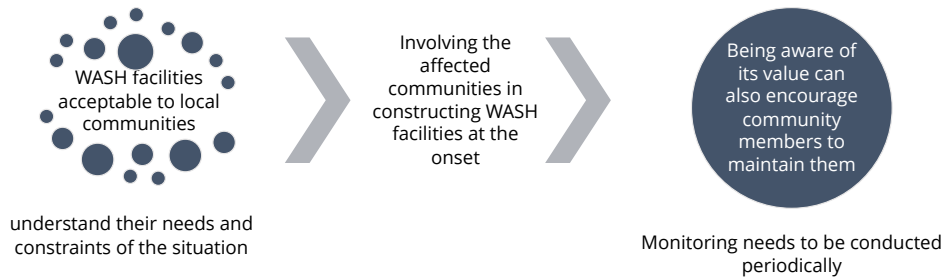 WASH facilities
acceptable to local
communities
understand their needs and
constraints of the situation
Involving the
affected
communities in
constructing WASH
facilities at the
onset
Being aware of
its value can
also encourage
community
members to
maintain them
Monitoring needs to be conducted
periodically